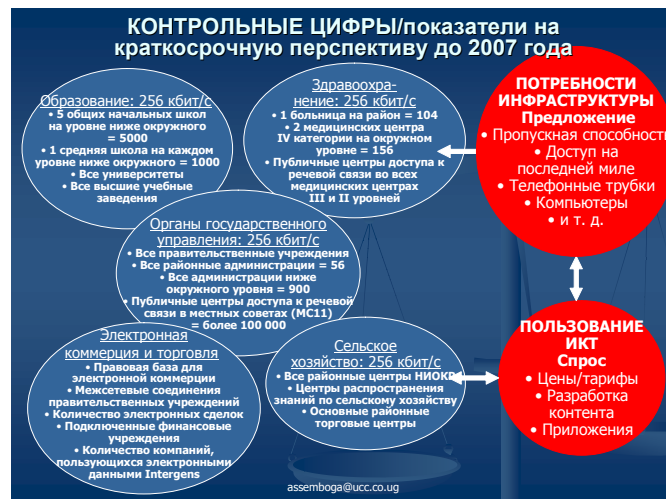 КОНТРОЛЬНЫЕ ЦИФРЫ/показатели на
краткосрочную перспективу до 2007 года
Образование: 256 кбит/с
• 5 общих начальных школ
на уровне ниже окружного
= 5000
• 1 средняя школа на каждом
уровне ниже окружного = 1000
• Все университеты
• Все высшие учебные
заведения
Здравоохра-
нение: 256 кбит/с
• 1 больница на район = 104
• 2 медицинских центра
IV категории на окружном
уровне = 156
• Публичные центры доступа к
речевой связи во всех
медицинских центрах
III и II уровней
ПОТРЕБНОСТИ
ИНФРАСТРУКТУРЫ
Предложение
• Пропускная способность
• Доступ на
последней миле
• Телефонные трубки
• Компьютеры
• и т. д.
Органы государственного
управления: 256 кбит/с
• Все правительственные учреждения
• Все районные администрации = 56
• Все администрации ниже
окружного уровня = 900
• Публичные центры доступа к речевой
связи в местных советах (МС11)
= более 100 000
Электронная
коммерция и торговля
• Правовая база для
электронной коммерции
• Межсетевые соединения
правительственных учреждений
• Количество электронных сделок
• Подключенные финансовые
учреждения
• Количество компаний,
пользующихся электронными
данными Intergens
Сельское
хозяйство: 256 кбит/с
• Все районные центры НИОКР
• Центры распространения
знаний по сельскому хозяйству
• Основные районные
торговые центры
ПОЛЬЗОВАНИЕ
ИКТ
Спрос
• Цены/тарифы
• Разработка
контента
• Приложения
assemboga@ucc.co.ug